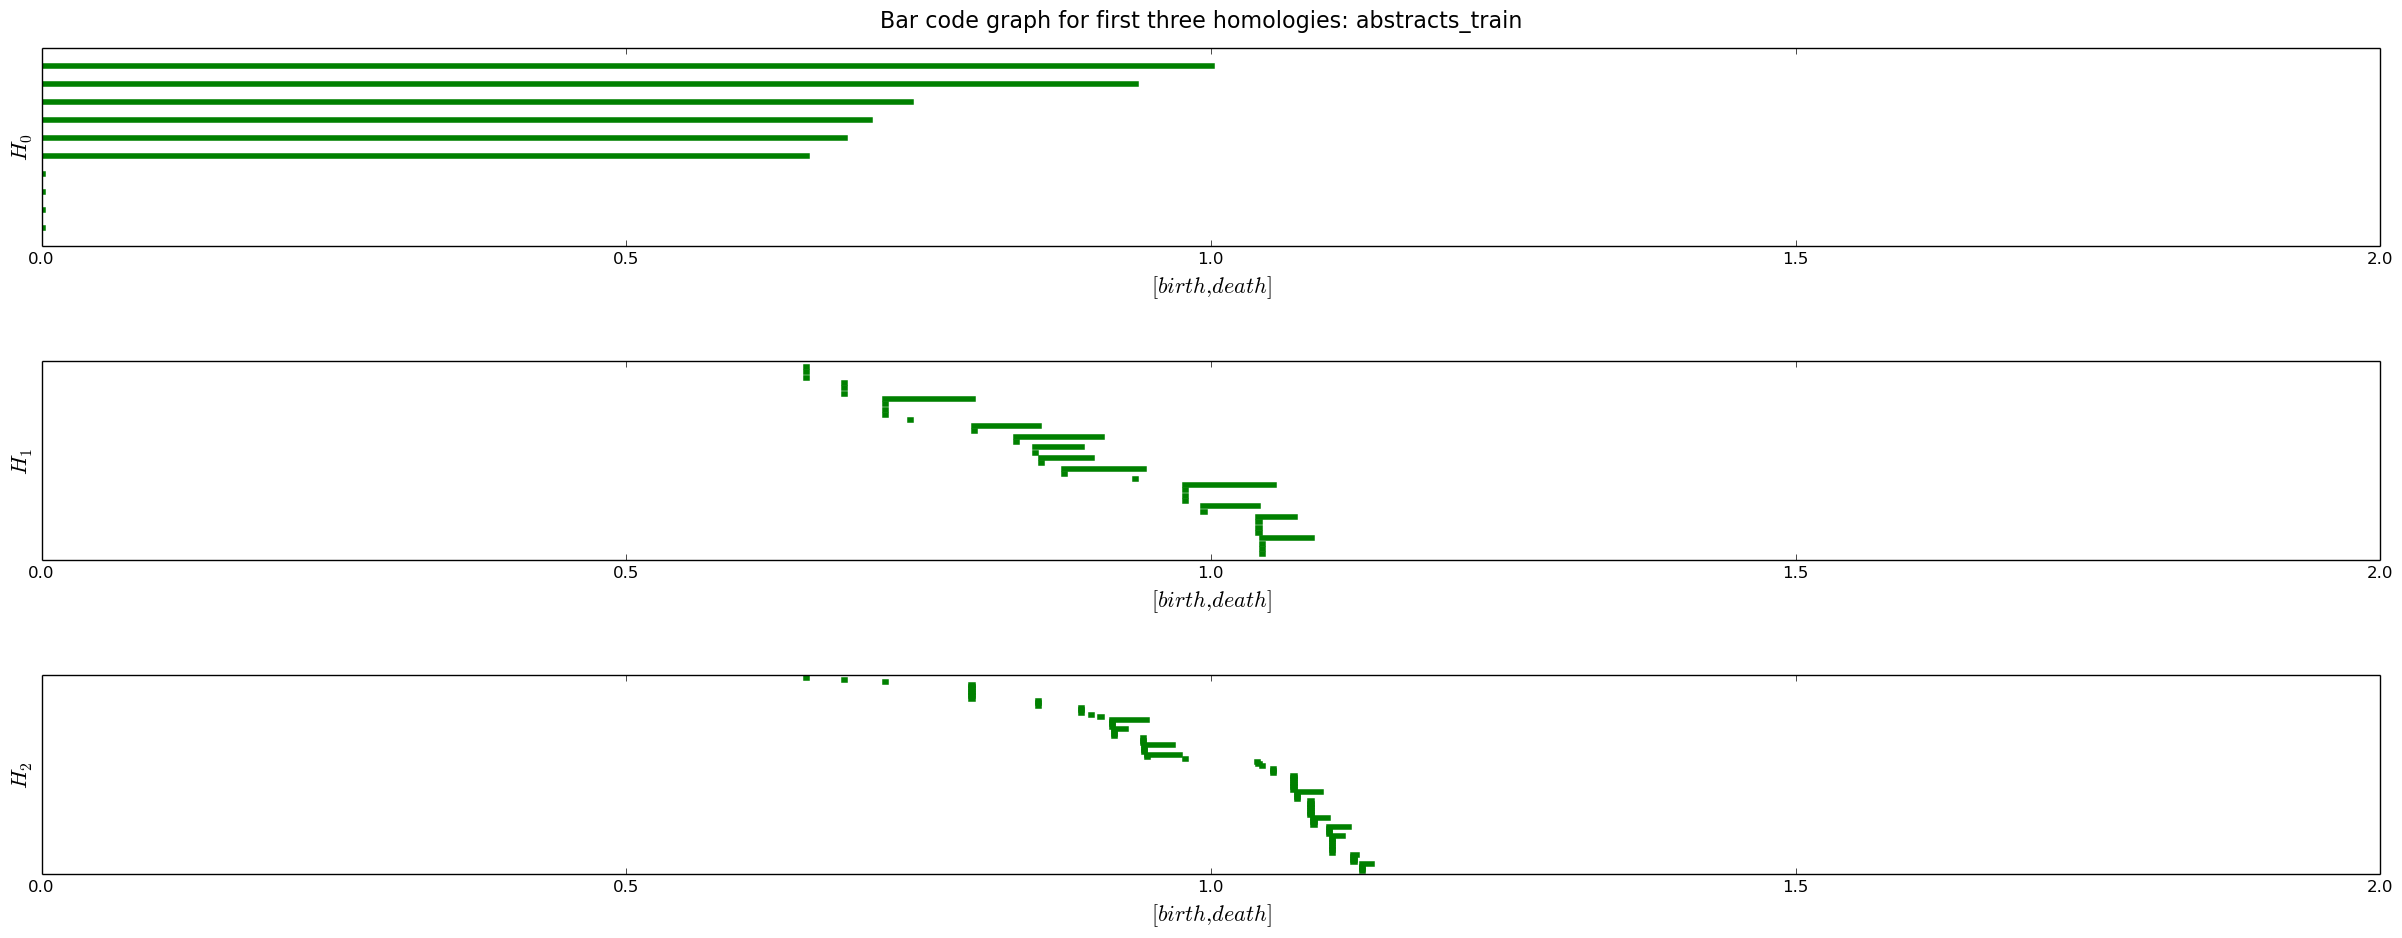 Bar code graph for first three homologies: abstracts_train
H₀
0.0 0.5 1.0 1.5 2.0
[birth,death]
H₁
0.0 0.5 1.0 1.5 2.0
[birth,death]
H₂
0.0 0.5 1.0 1.5 2.0
[birth,death]